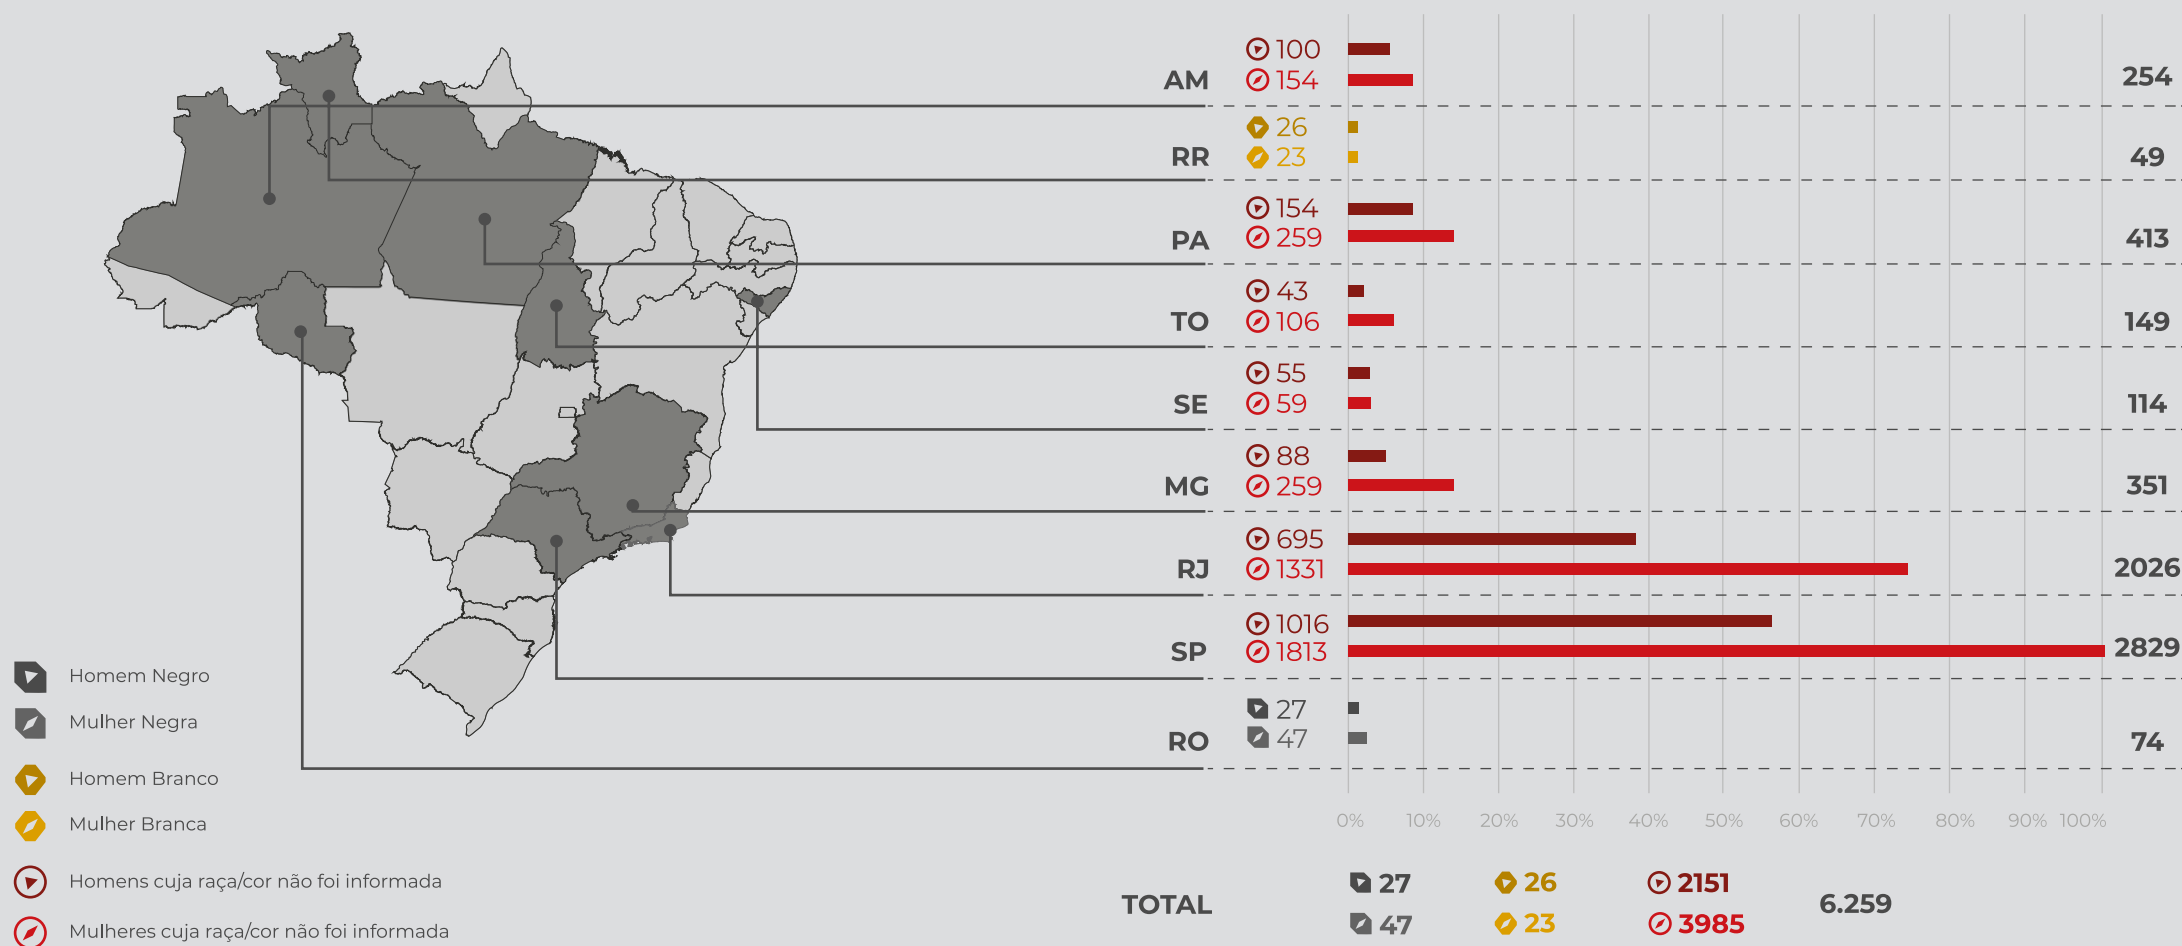 100
AM
154
254
26
RR
23
49
154
PA
259
413
43
TO
106
149
55
SE
59
114
88
MG
259
351
695
RJ
1331
2026
1016
SP
1813
2829
27
RO
47
74
0% 10% 20% 30% 40% 50% 60% 70% 80% 90% 100%
Homem Negro
Mulher Negra
Homem Branco
Mulher Branca
Homens cuja raça/cor não foi informada
Mulheres cuja raça/cor não foi informada
TOTAL
27 26 2151
47 23 3985
6.259